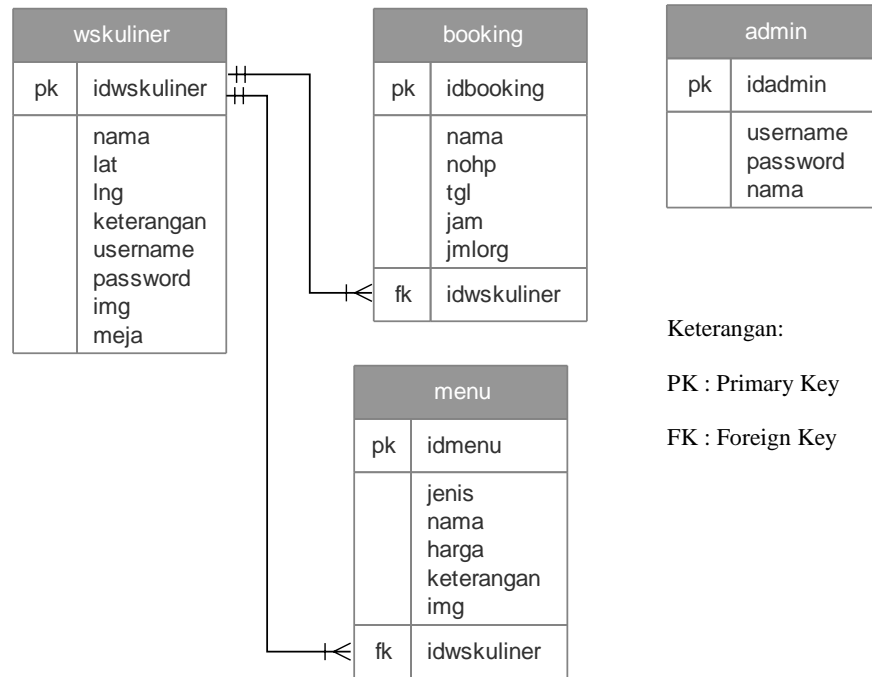 wskuliner
pk idwskuliner
nama
lat
lng
keterangan
username
password
img
meja
booking
pk idbooking
nama
nohp
tgl
jam
jmlorg
fk idwskuliner
admin
pk idadmin
username
password
nama
Keterangan:
PK : Primary Key
FK : Foreign Key
menu
pk idmenu
jenis
nama
harga
keterangan
img
fk idwskuliner